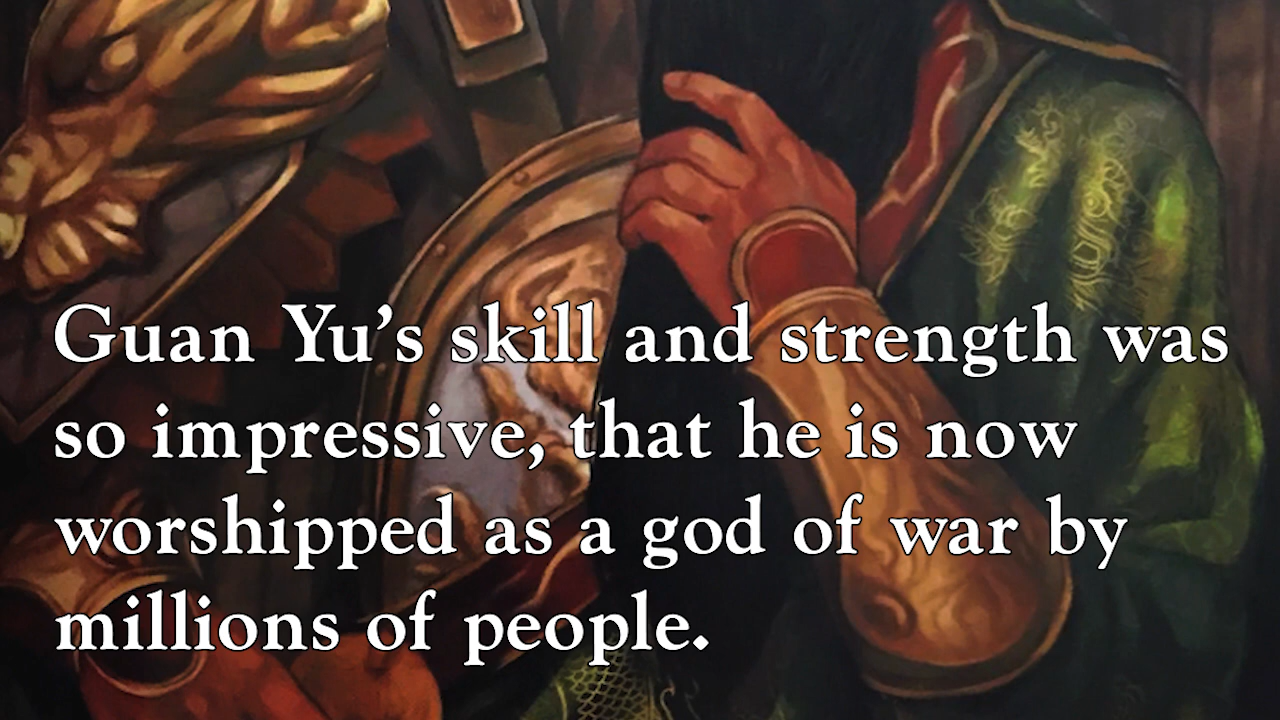 Guan Yu’s skill and strength was
so impressive, that he is now
worshipped as a god of war by
millions of people.